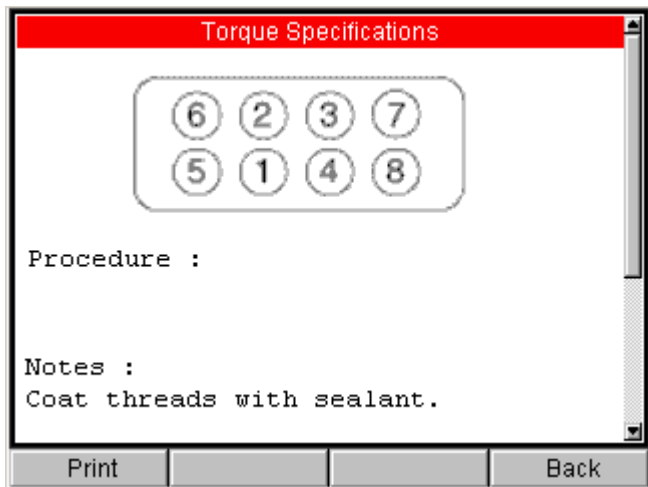 Torque Specifications
6 2 3 7
5 1 4 8
Procedure :
Notes :
Coat threads with sealant.
Print Back